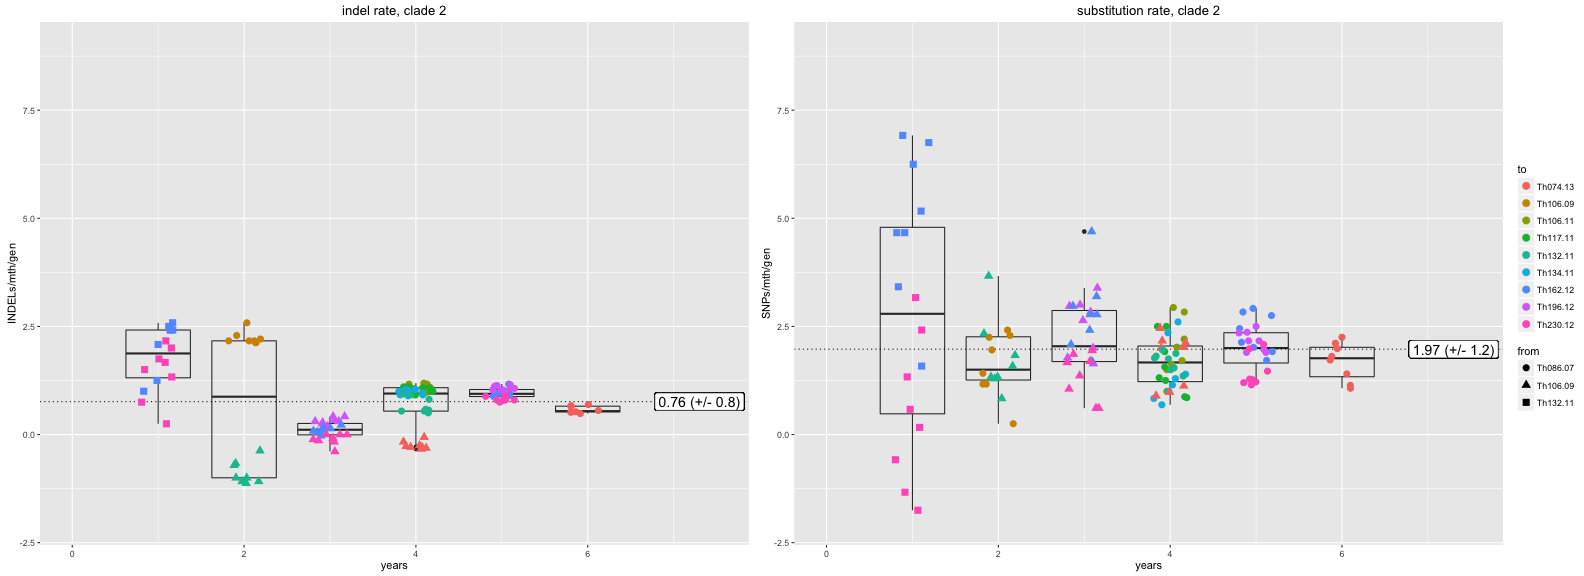 indel rate, clade 2
INDELs/mth/gen
7.5
5.0
2.5
0.0
-2.5
0.76 (+/- 0.8)
0 2 4 6
years
substitution rate, clade 2
SNPs/mth/gen
7.5
5.0
2.5
0.0
-2.5
1.97 (+/- 1.2)
0 2 4 6
years
to
Th074.13
Th106.09
Th106.11
Th117.11
Th132.11
Th134.11
Th162.12
Th196.12
Th230.12
from
Th086.07
Th106.09
Th132.11